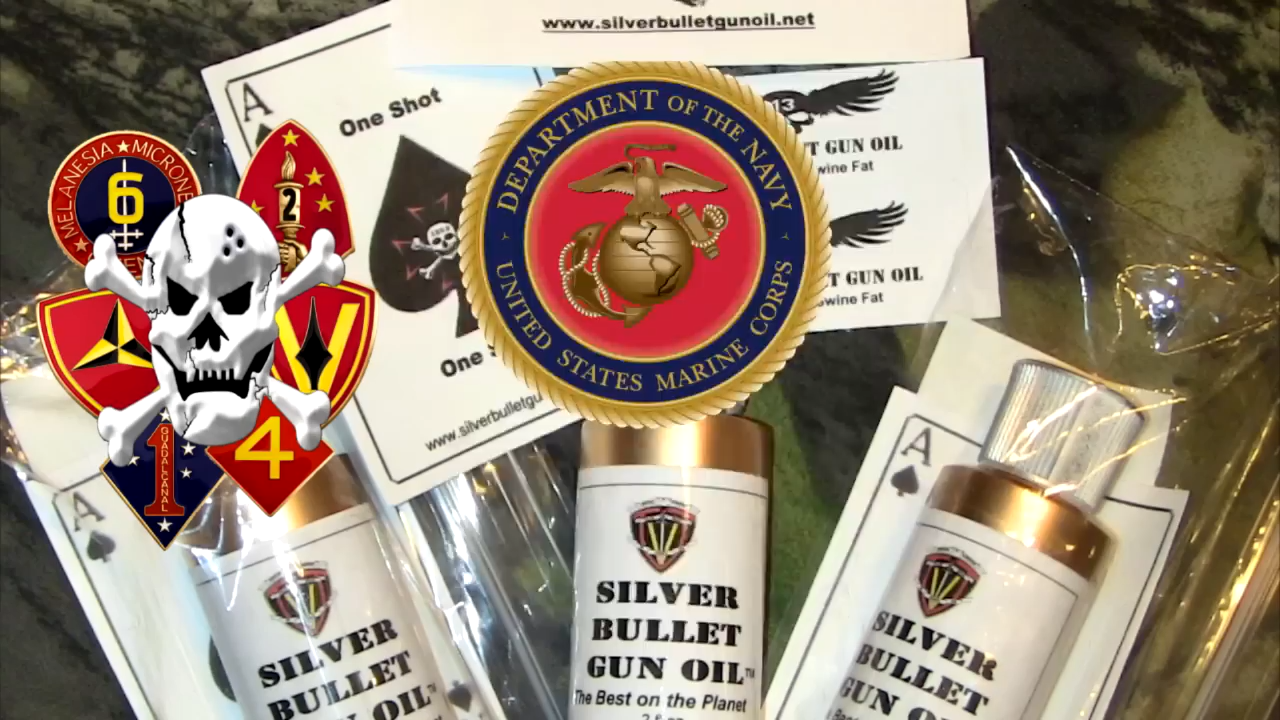 www.silverbulletgunoil.net
A
One Shot
One
www.silverbulletgu
13
T GUN OIL
wine Fat
T GUN OIL
wine Fat
DEPARTMENT OF THE NAVY
UNITED STATES MARINE CORPS
MELANESIA MICRONE
6
2
1
GUADALCANAL
4
A
SILVER
BULLET
GUN OIL™
The Best on the Planet
A
SILVER
BULLET
OIL™
A
SILVER
BULLET
GUN O